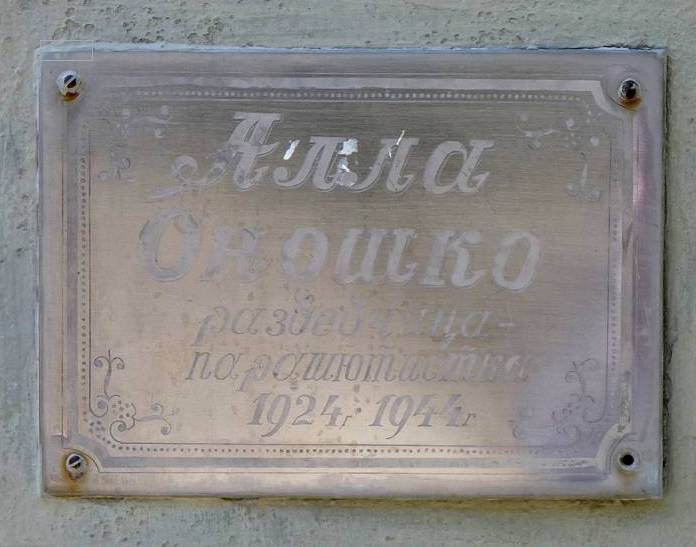 Алла
Оношко
разведчица-
парашютистка
1924г 1944г